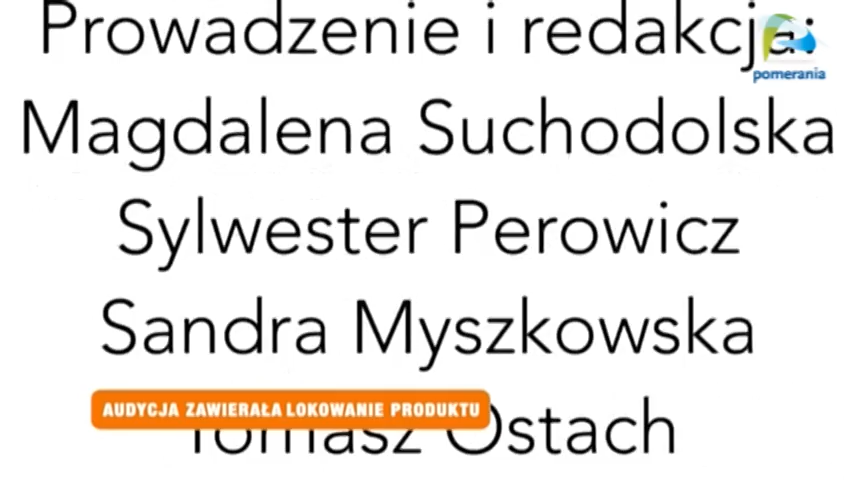 Prowadzenie i redakcja:
pomerania
Magdalena Suchodolska
Sylwester Perowicz
Sandra Myszkowska
AUDYCJA ZAWIERAŁA LOKOWANIE PRODUKTU
Tomasz Ostach